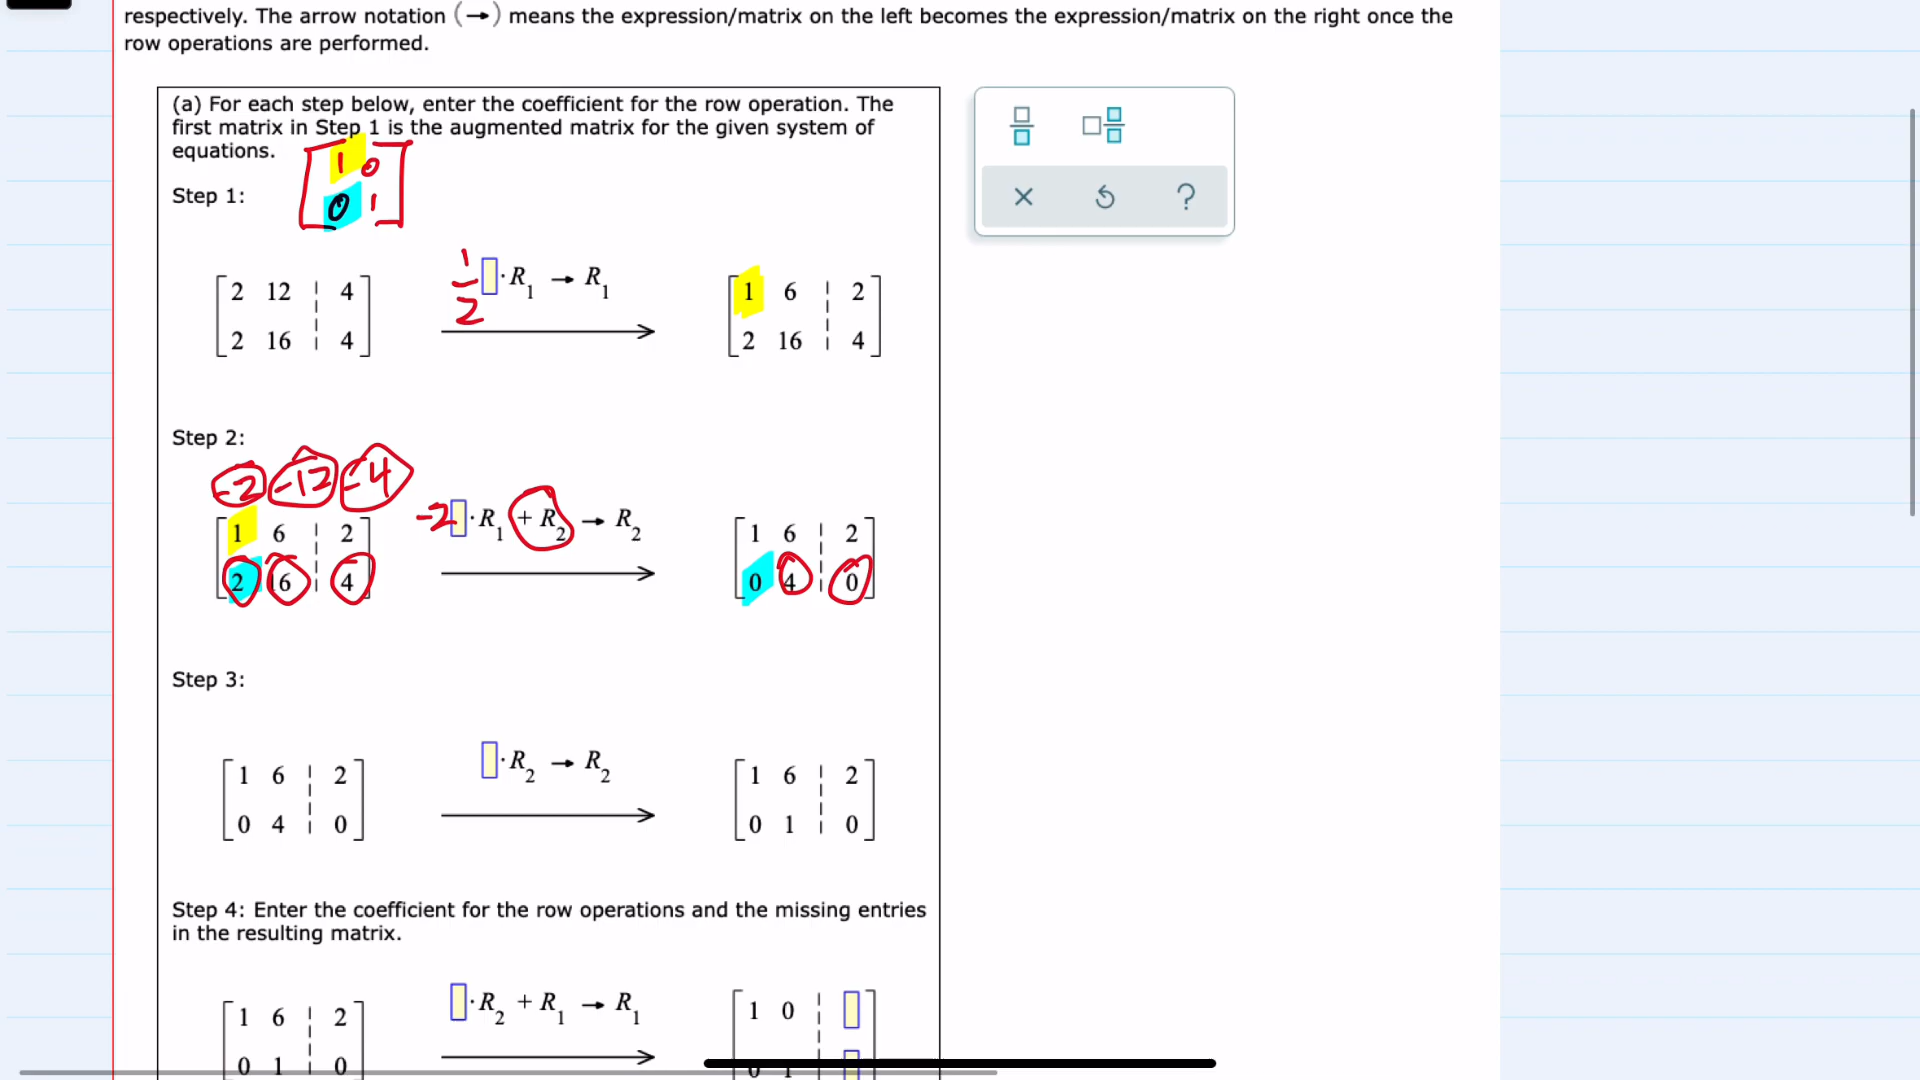 respectively. The arrow notation (→) means the expression/matrix on the left becomes the expression/matrix on the right once the
row operations are performed.
(a) For each step below, enter the coefficient for the row operation. The
first matrix in Step 1 is the augmented matrix for the given system of
equations.
1 0
0 1
Step 1:
2 12 | 4
2 16 | 4
1/2 □ · R₁ → R₁
1 6 | 2
2 16 | 4
Step 2:
-2 -12 -4
1 6 | 2
2 16 | 4
-2 □ · R₁ + R₂ → R₂
1 6 | 2
0 4 | 0
Step 3:
1 6 | 2
0 4 | 0
□ · R₂ → R₂
1 6 | 2
0 1 | 0
Step 4: Enter the coefficient for the row operations and the missing entries
in the resulting matrix.
1 6 | 2
0 1 | 0
□ · R₂ + R₁ → R₁
1 0 | □
0 1 | □